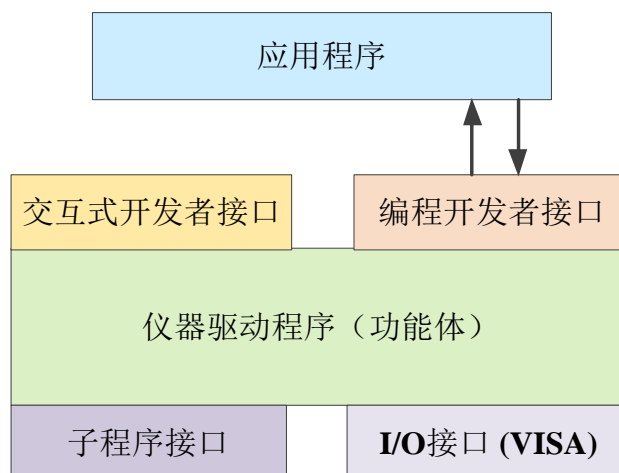 应用程序
交互式开发者接口
编程开发者接口
仪器驱动程序（功能体）
子程序接口
I/O接口 (VISA)